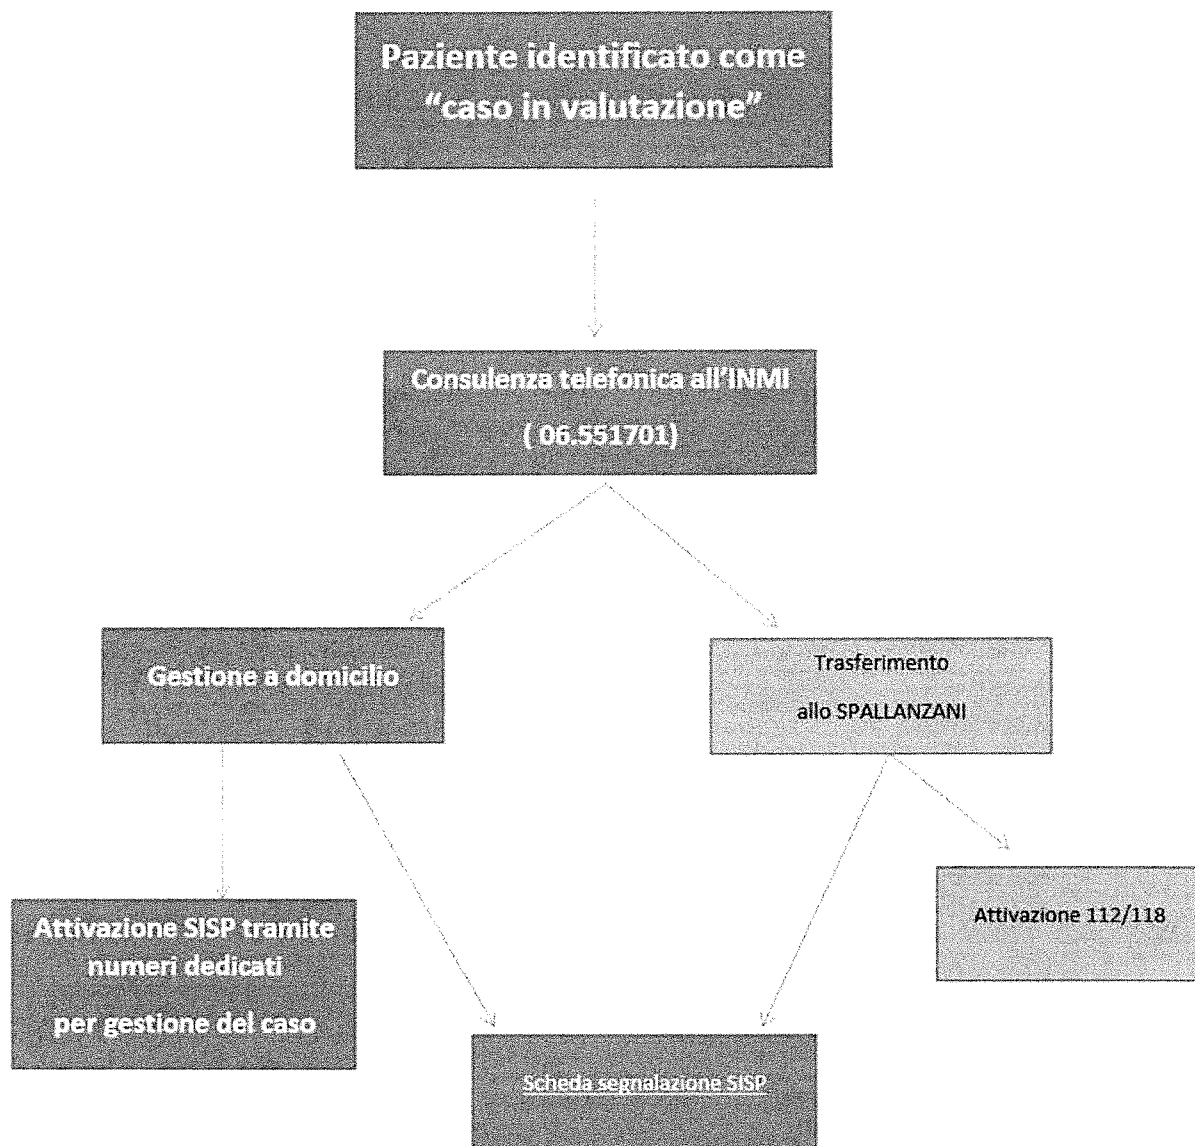 Paziente identificato come
“caso in valutazione”
Consulenza telefonica all’INMI
( 06.551701)
Gestione a domicilio
Trasferimento
allo SPALLANZANI
Attivazione SISP tramite
numeri dedicati
per gestione del caso
Attivazione 112/118
Scheda segnalazione SISP